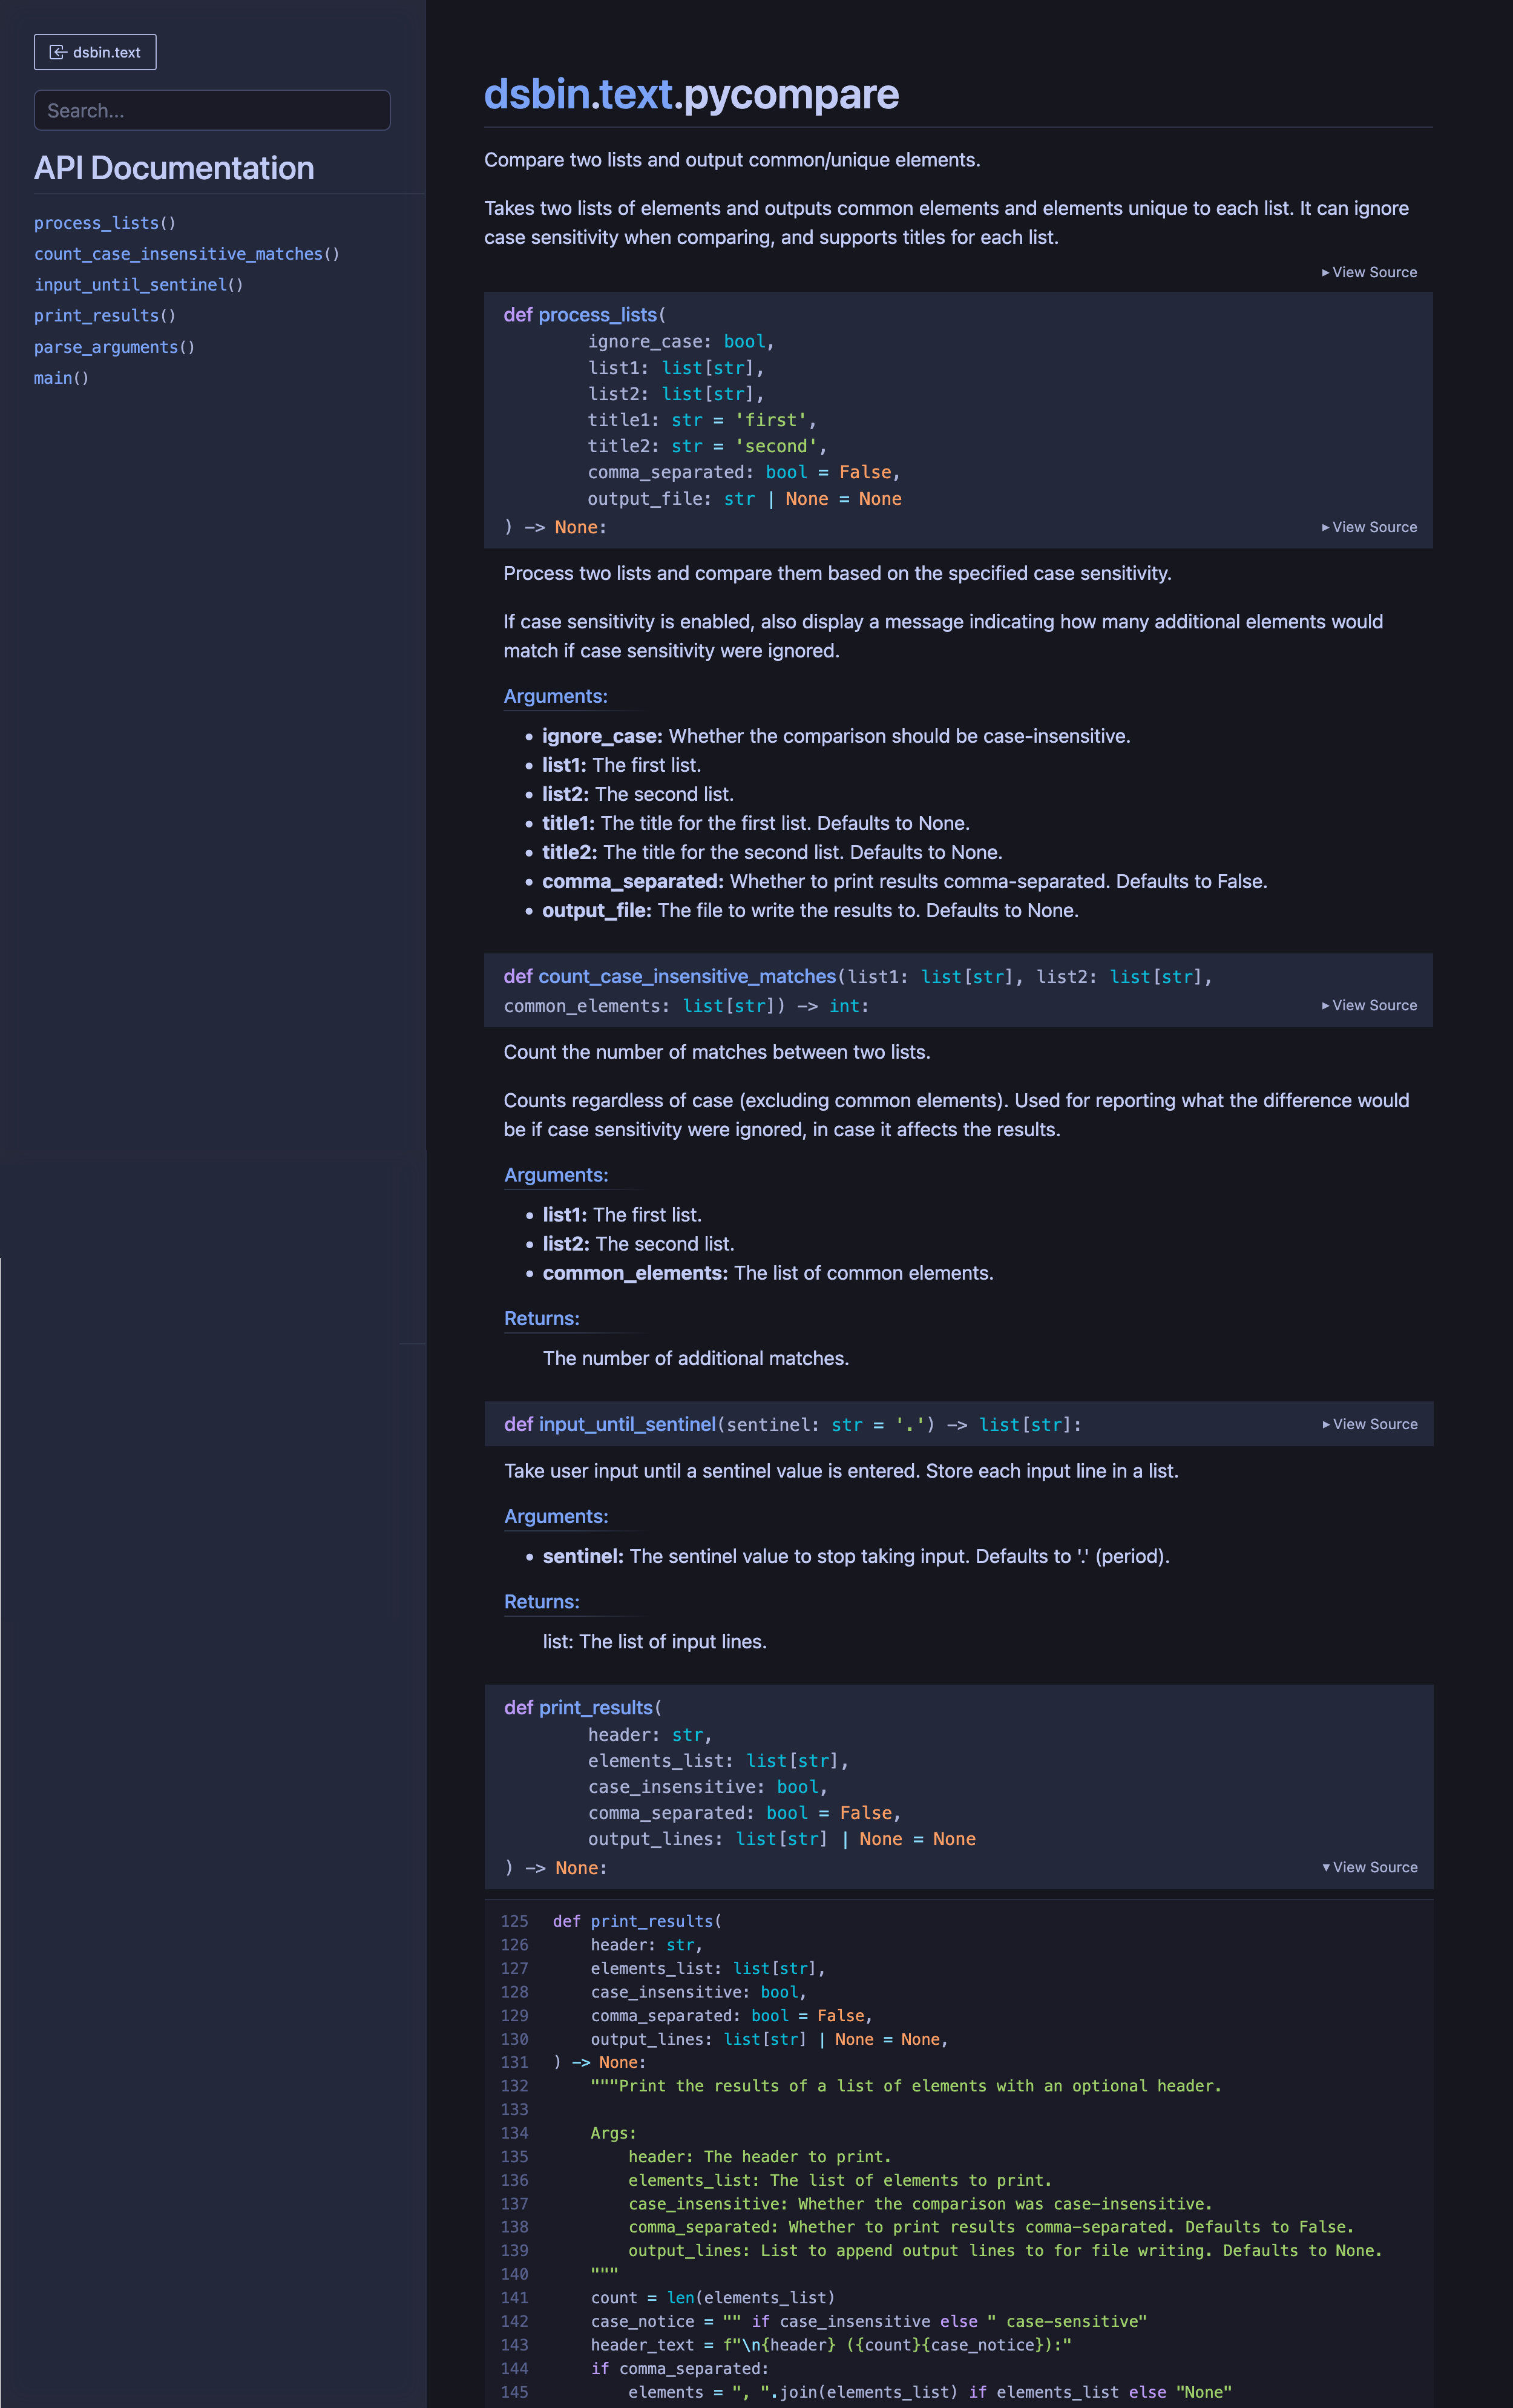 dsbin.text
Search...
API Documentation
process_lists()
count_case_insensitive_matches()
input_until_sentinel()
print_results()
parse_arguments()
main()
dsbin.text.pycompare
Compare two lists and output common/unique elements.
Takes two lists of elements and outputs common elements and elements unique to each list. It can ignore
case sensitivity when comparing, and supports titles for each list.
View Source
def process_lists(
ignore_case: bool,
list1: list[str],
list2: list[str],
title1: str = 'first',
title2: str = 'second',
comma_separated: bool = False,
output_file: str | None = None
) -> None:
View Source
Process two lists and compare them based on the specified case sensitivity.
If case sensitivity is enabled, also display a message indicating how many additional elements would
match if case sensitivity were ignored.
Arguments:
• ignore_case: Whether the comparison should be case-insensitive.
• list1: The first list.
• list2: The second list.
• title1: The title for the first list. Defaults to None.
• title2: The title for the second list. Defaults to None.
• comma_separated: Whether to print results comma-separated. Defaults to False.
• output_file: The file to write the results to. Defaults to None.
def count_case_insensitive_matches(list1: list[str], list2: list[str],
common_elements: list[str]) -> int:
View Source
Count the number of matches between two lists.
Counts regardless of case (excluding common elements). Used for reporting what the difference would
be if case sensitivity were ignored, in case it affects the results.
Arguments:
• list1: The first list.
• list2: The second list.
• common_elements: The list of common elements.
Returns:
The number of additional matches.
def input_until_sentinel(sentinel: str = '.') -> list[str]:
View Source
Take user input until a sentinel value is entered. Store each input line in a list.
Arguments:
• sentinel: The sentinel value to stop taking input. Defaults to '.' (period).
Returns:
list: The list of input lines.
def print_results(
header: str,
elements_list: list[str],
case_insensitive: bool,
comma_separated: bool = False,
output_lines: list[str] | None = None
) -> None:
View Source
125 def print_results(
126     header: str,
127     elements_list: list[str],
128     case_insensitive: bool,
129     comma_separated: bool = False,
130     output_lines: list[str] | None = None,
131 ) -> None:
132     """Print the results of a list of elements with an optional header.
133
134     Args:
135         header: The header to print.
136         elements_list: The list of elements to print.
137         case_insensitive: Whether the comparison was case-insensitive.
138         comma_separated: Whether to print results comma-separated. Defaults to False.
139         output_lines: List to append output lines to for file writing. Defaults to None.
140     """
141     count = len(elements_list)
142     case_notice = "" if case_insensitive else " case-sensitive"
143     header_text = f"\n{header} ({count}{case_notice}):"
144     if comma_separated:
145         elements = ", ".join(elements_list) if elements_list else "None"